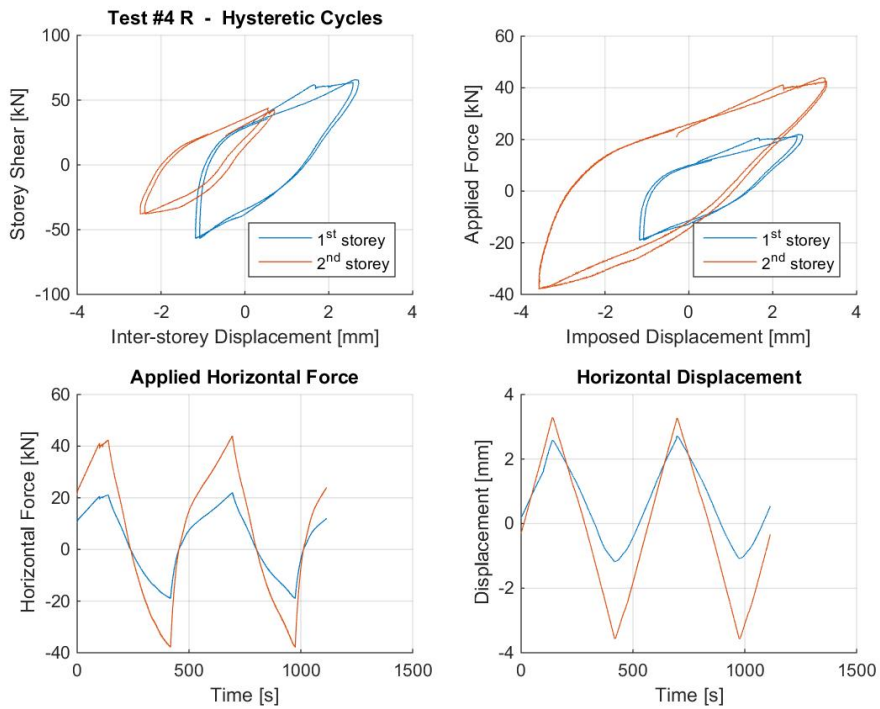 Test #4 R - Hysteretic Cycles
100
50
0
-50
-100
Storey Shear [kN]
-4
-2
0
2
4
Inter-storey Displacement [mm]
1st storey
2nd storey
60
40
20
0
-20
-40
Applied Force [kN]
-4
-2
0
2
4
Imposed Displacement [mm]
1st storey
2nd storey
Applied Horizontal Force
60
40
20
0
-20
-40
Horizontal Force [kN]
0
500
1000
1500
Time [s]
Horizontal Displacement
4
2
0
-2
-4
Displacement [mm]
0
500
1000
1500
Time [s]